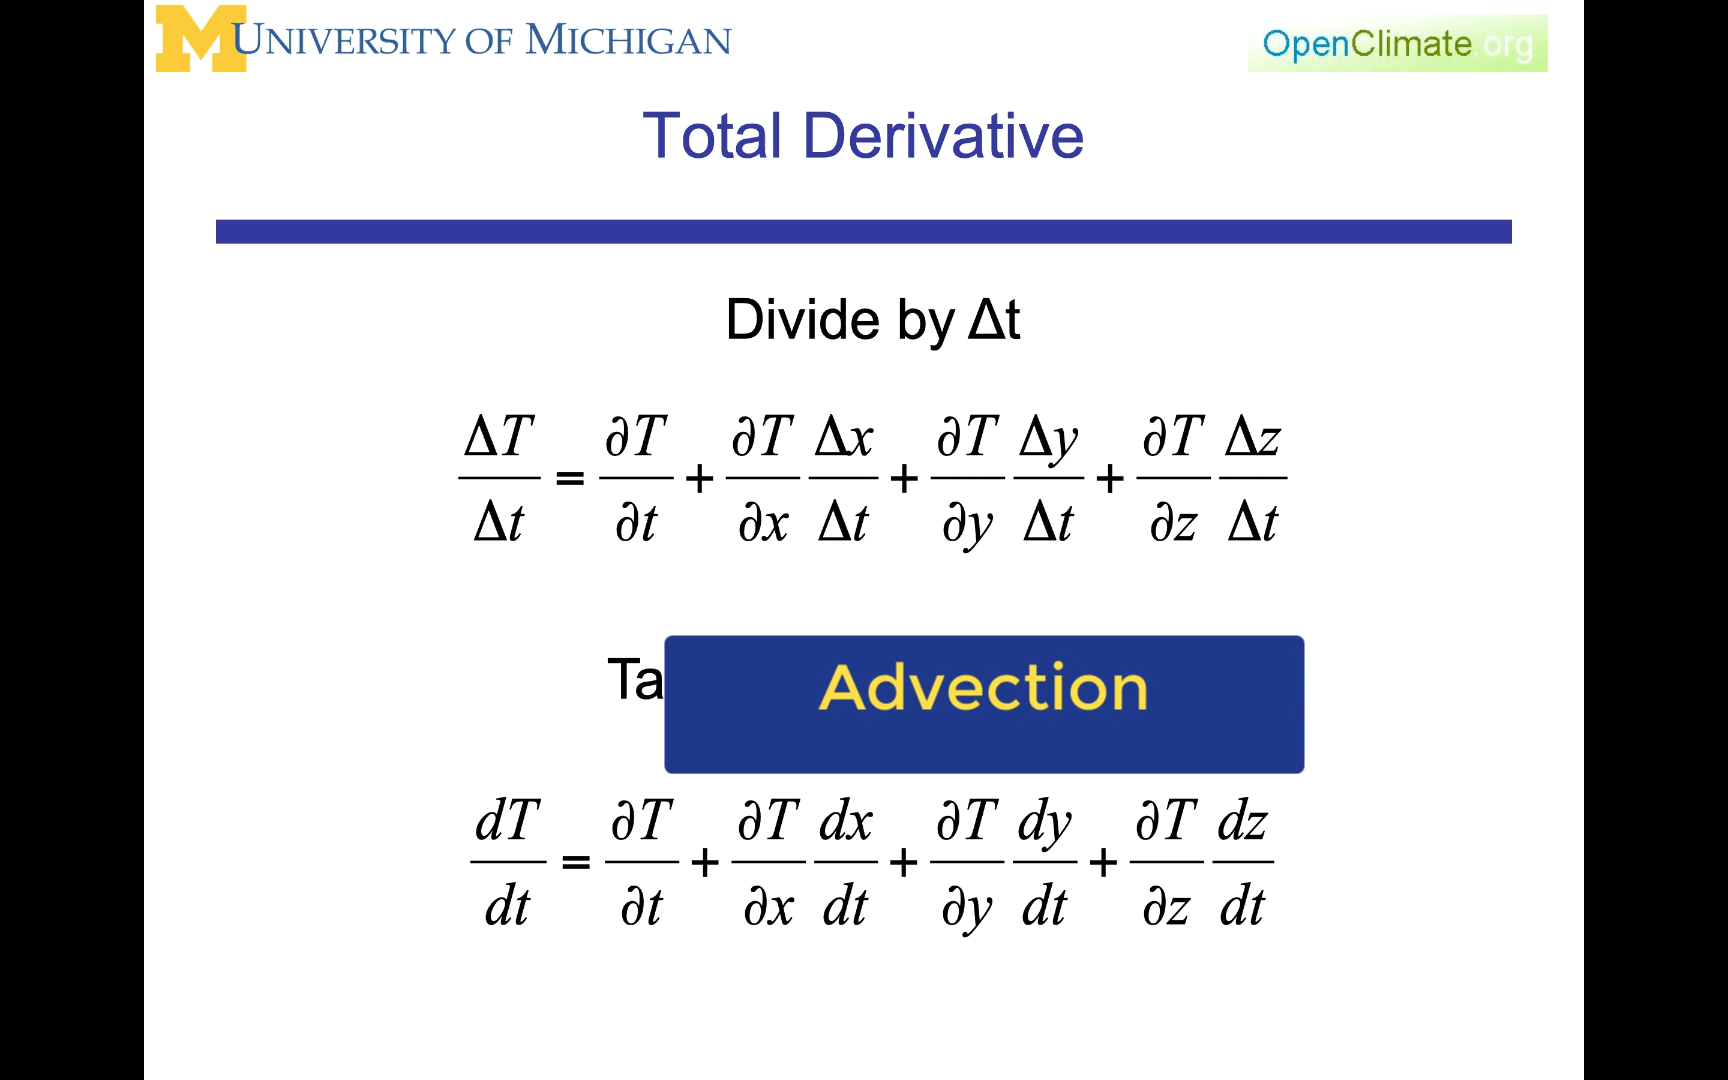 M UNIVERSITY OF MICHIGAN
OpenClimate.org
Total Derivative
Divide by Δt
ΔT/Δt = ∂T/∂t + ∂T/∂x Δx/Δt + ∂T/∂y Δy/Δt + ∂T/∂z Δz/Δt
Ta
Advection
dT/dt = ∂T/∂t + ∂T/∂x dx/dt + ∂T/∂y dy/dt + ∂T/∂z dz/dt